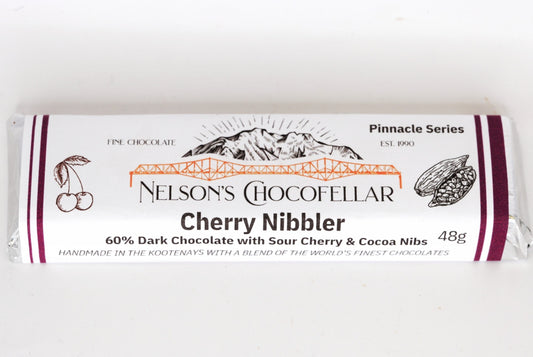 Pinnacle Series
FINE CHOCOLATE
EST. 1990
NELSON'S CHOCOFELLAR
Cherry Nibbler
60% Dark Chocolate with Sour Cherry & Cocoa Nibs
48g
HANDMADE IN THE KOOTENAYS WITH A BLEND OF THE WORLD'S FINEST CHOCOLATES